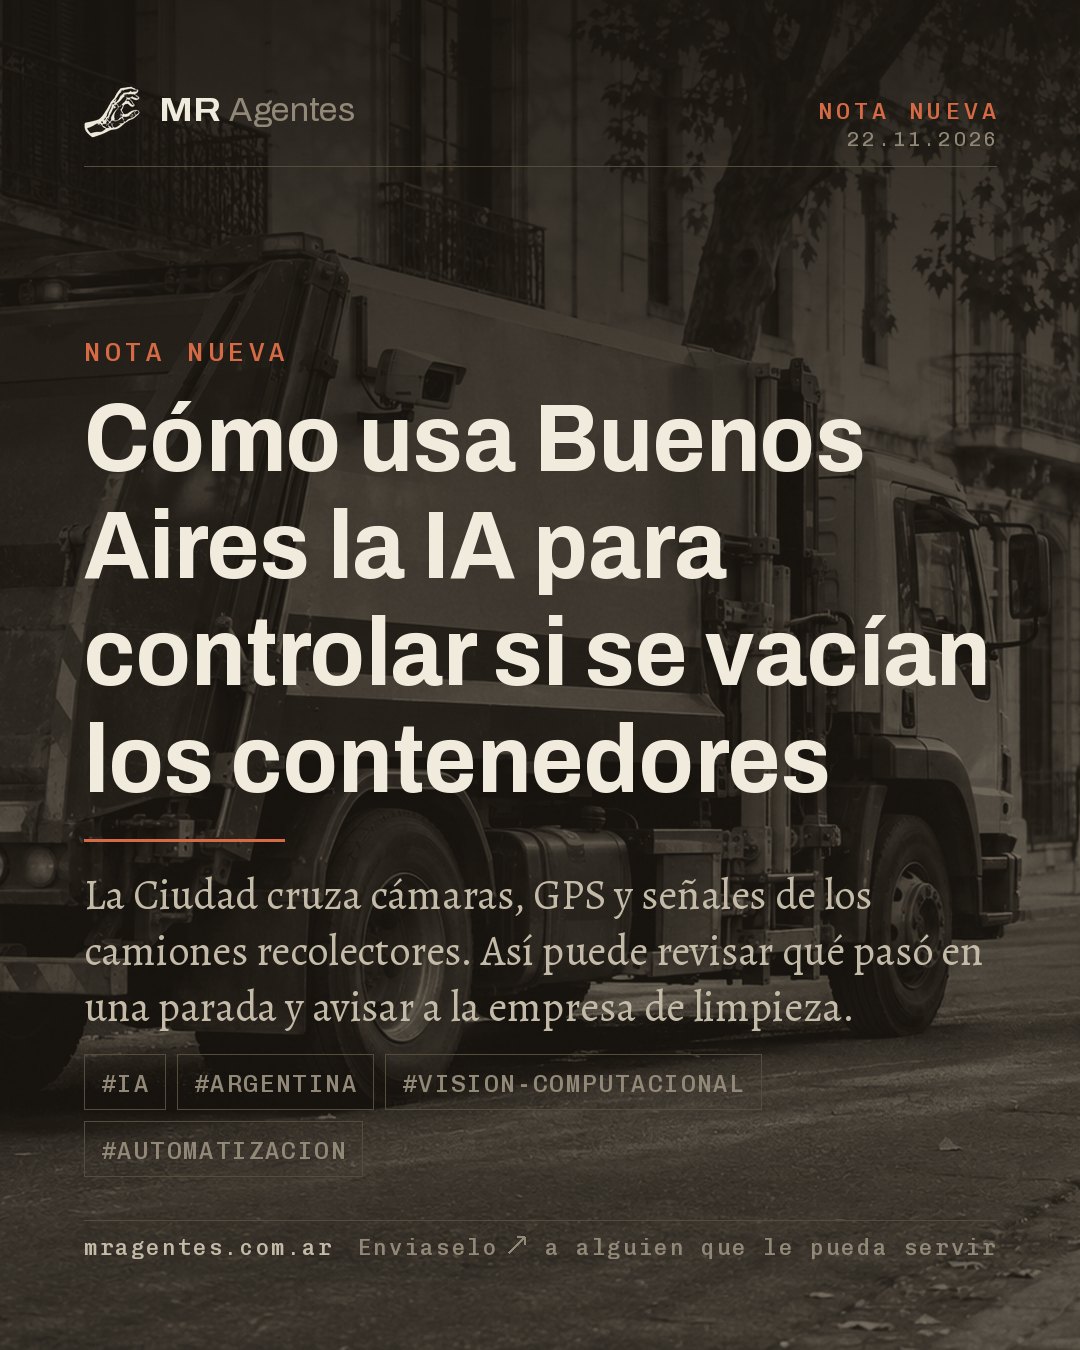 MR Agentes
NOTA NUEVA
22.11.2026
NOTA NUEVA
Cómo usa Buenos
Aires la IA para
controlar si se vacían
los contenedores
La Ciudad cruza cámaras, GPS y señales de los
camiones recolectores. Así puede revisar qué pasó en
una parada y avisar a la empresa de limpieza.
#IA #ARGENTINA #VISION-COMPUTACIONAL
#AUTOMATIZACION
mragentes.com.ar Enviaselo ↗ a alguien que le pueda servir